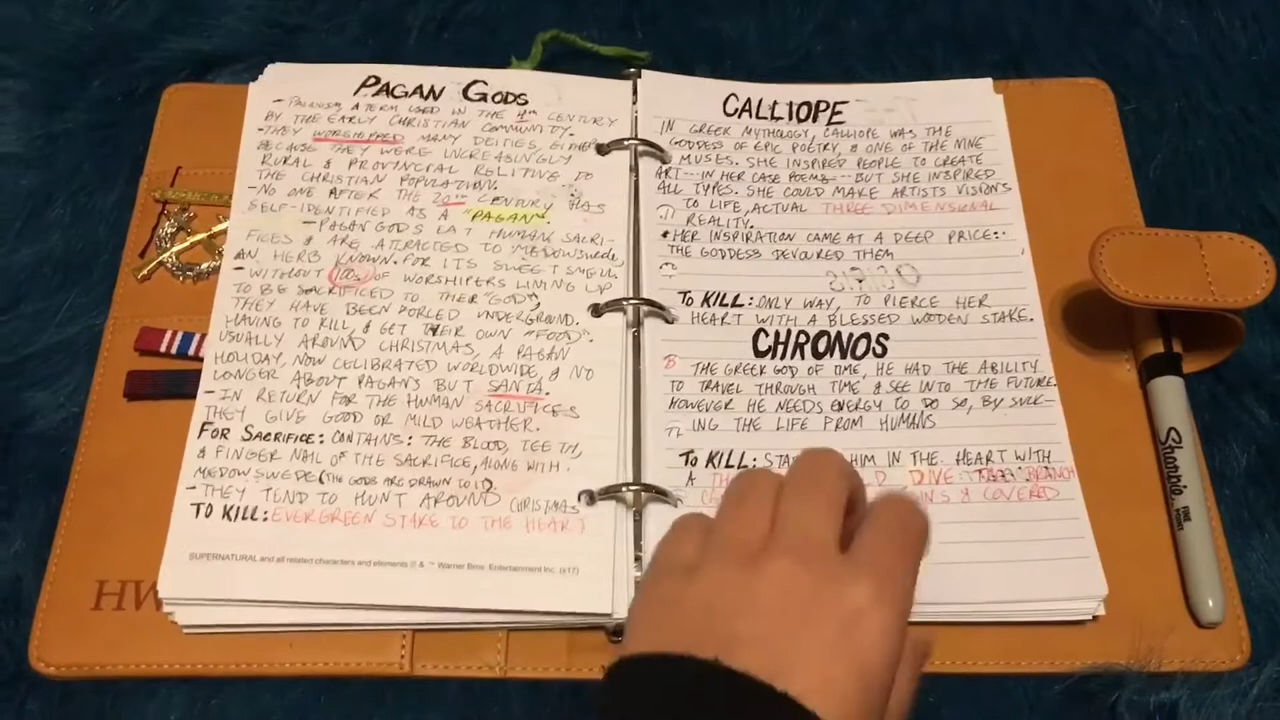 PAGAN GODS
- PAGANISM, A TERM USED IN THE 4TH CENTURY
BY THE EARLY CHRISTIAN COMMUNITY.
- THEY WORSHIPPED MANY DEITIES, EITHER
BECAUSE THEY WERE INCREASINGLY
RURAL & PROVINCIAL RELITING TO
THE CHRISTIAN POPULATION.
- NO ONE AFTER THE 20TH CENTURY HAS
SELF-IDENTIFIED AS A "PAGAN".
- PAGAN GODS EAT HUMAN SACRI-
FICES & ARE ATTRACTED TO MEDOWSWEDE,
AN HERB KNOWN FOR ITS SWEET SMELL
- WITHOUT 100s OF WORSHIPERS LINING UP
TO BE SACRIFICED TO THEIR "GOD",
THEY HAVE BEEN UNDERGROUND.
HAVING TO KILL, & GET THEIR OWN "FOOD".
USUALLY AROUND CHRISTMAS, A PAGAN
HOLIDAY, NOW CELIBRATED WORLDWIDE, & NO
LONGER ABOUT PAGANS BUT SANTA.
- IN RETURN FOR THE HUMAN SACRIFICES
THEY GIVE GOOD OR MILD WEATHER.
FOR SACRIFICE: CONTAINS: THE BLOOD, TEETH,
& FINGER NAIL OF THE SACRIFICE, ALONG WITH
MEDOWSWEDE (THE GODS ARE DRAWN TO IT)
- THEY TEND TO HUNT AROUND CHRISTMAS
TO KILL: EVERGREEN STAKE TO THE HEART
SUPERNATURAL and all related characters and elements © & ™ Warner Bros. Entertainment Inc. (s17)
HW
CALLIOPE
IN GREEK MYTHOLOGY, CALLIOPE WAS THE
GODDESS OF EPIC POETRY, & ONE OF THE NINE
MUSES. SHE INSPIRED PEOPLE TO CREATE
ART---IN HER CASE POEMS---BUT SHE INSPIRED
ALL TYPES. SHE COULD MAKE ARTISTS VISIONS
TO LIFE, ACTUAL THREE DIMENSIONAL
REALITY.
HER INSPIRATION CAME AT A DEEP PRICE:
THE GODDESS DEVOURED THEM
TO KILL: ONLY WAY, TO PIERCE HER
HEART WITH A BLESSED WOODEN STAKE.
CHRONOS
THE GREEK GOD OF TIME, HE HAD THE ABILITY
TO TRAVEL THROUGH TIME & SEE INTO THE FUTURE.
HOWEVER HE NEEDS ENERGY TO DO SO, BY SUCK-
ING THE LIFE FROM HUMANS
TO KILL: HIM IN THE HEART WITH
A BRANCH
& COVERED
Sharpie
FINE POINT